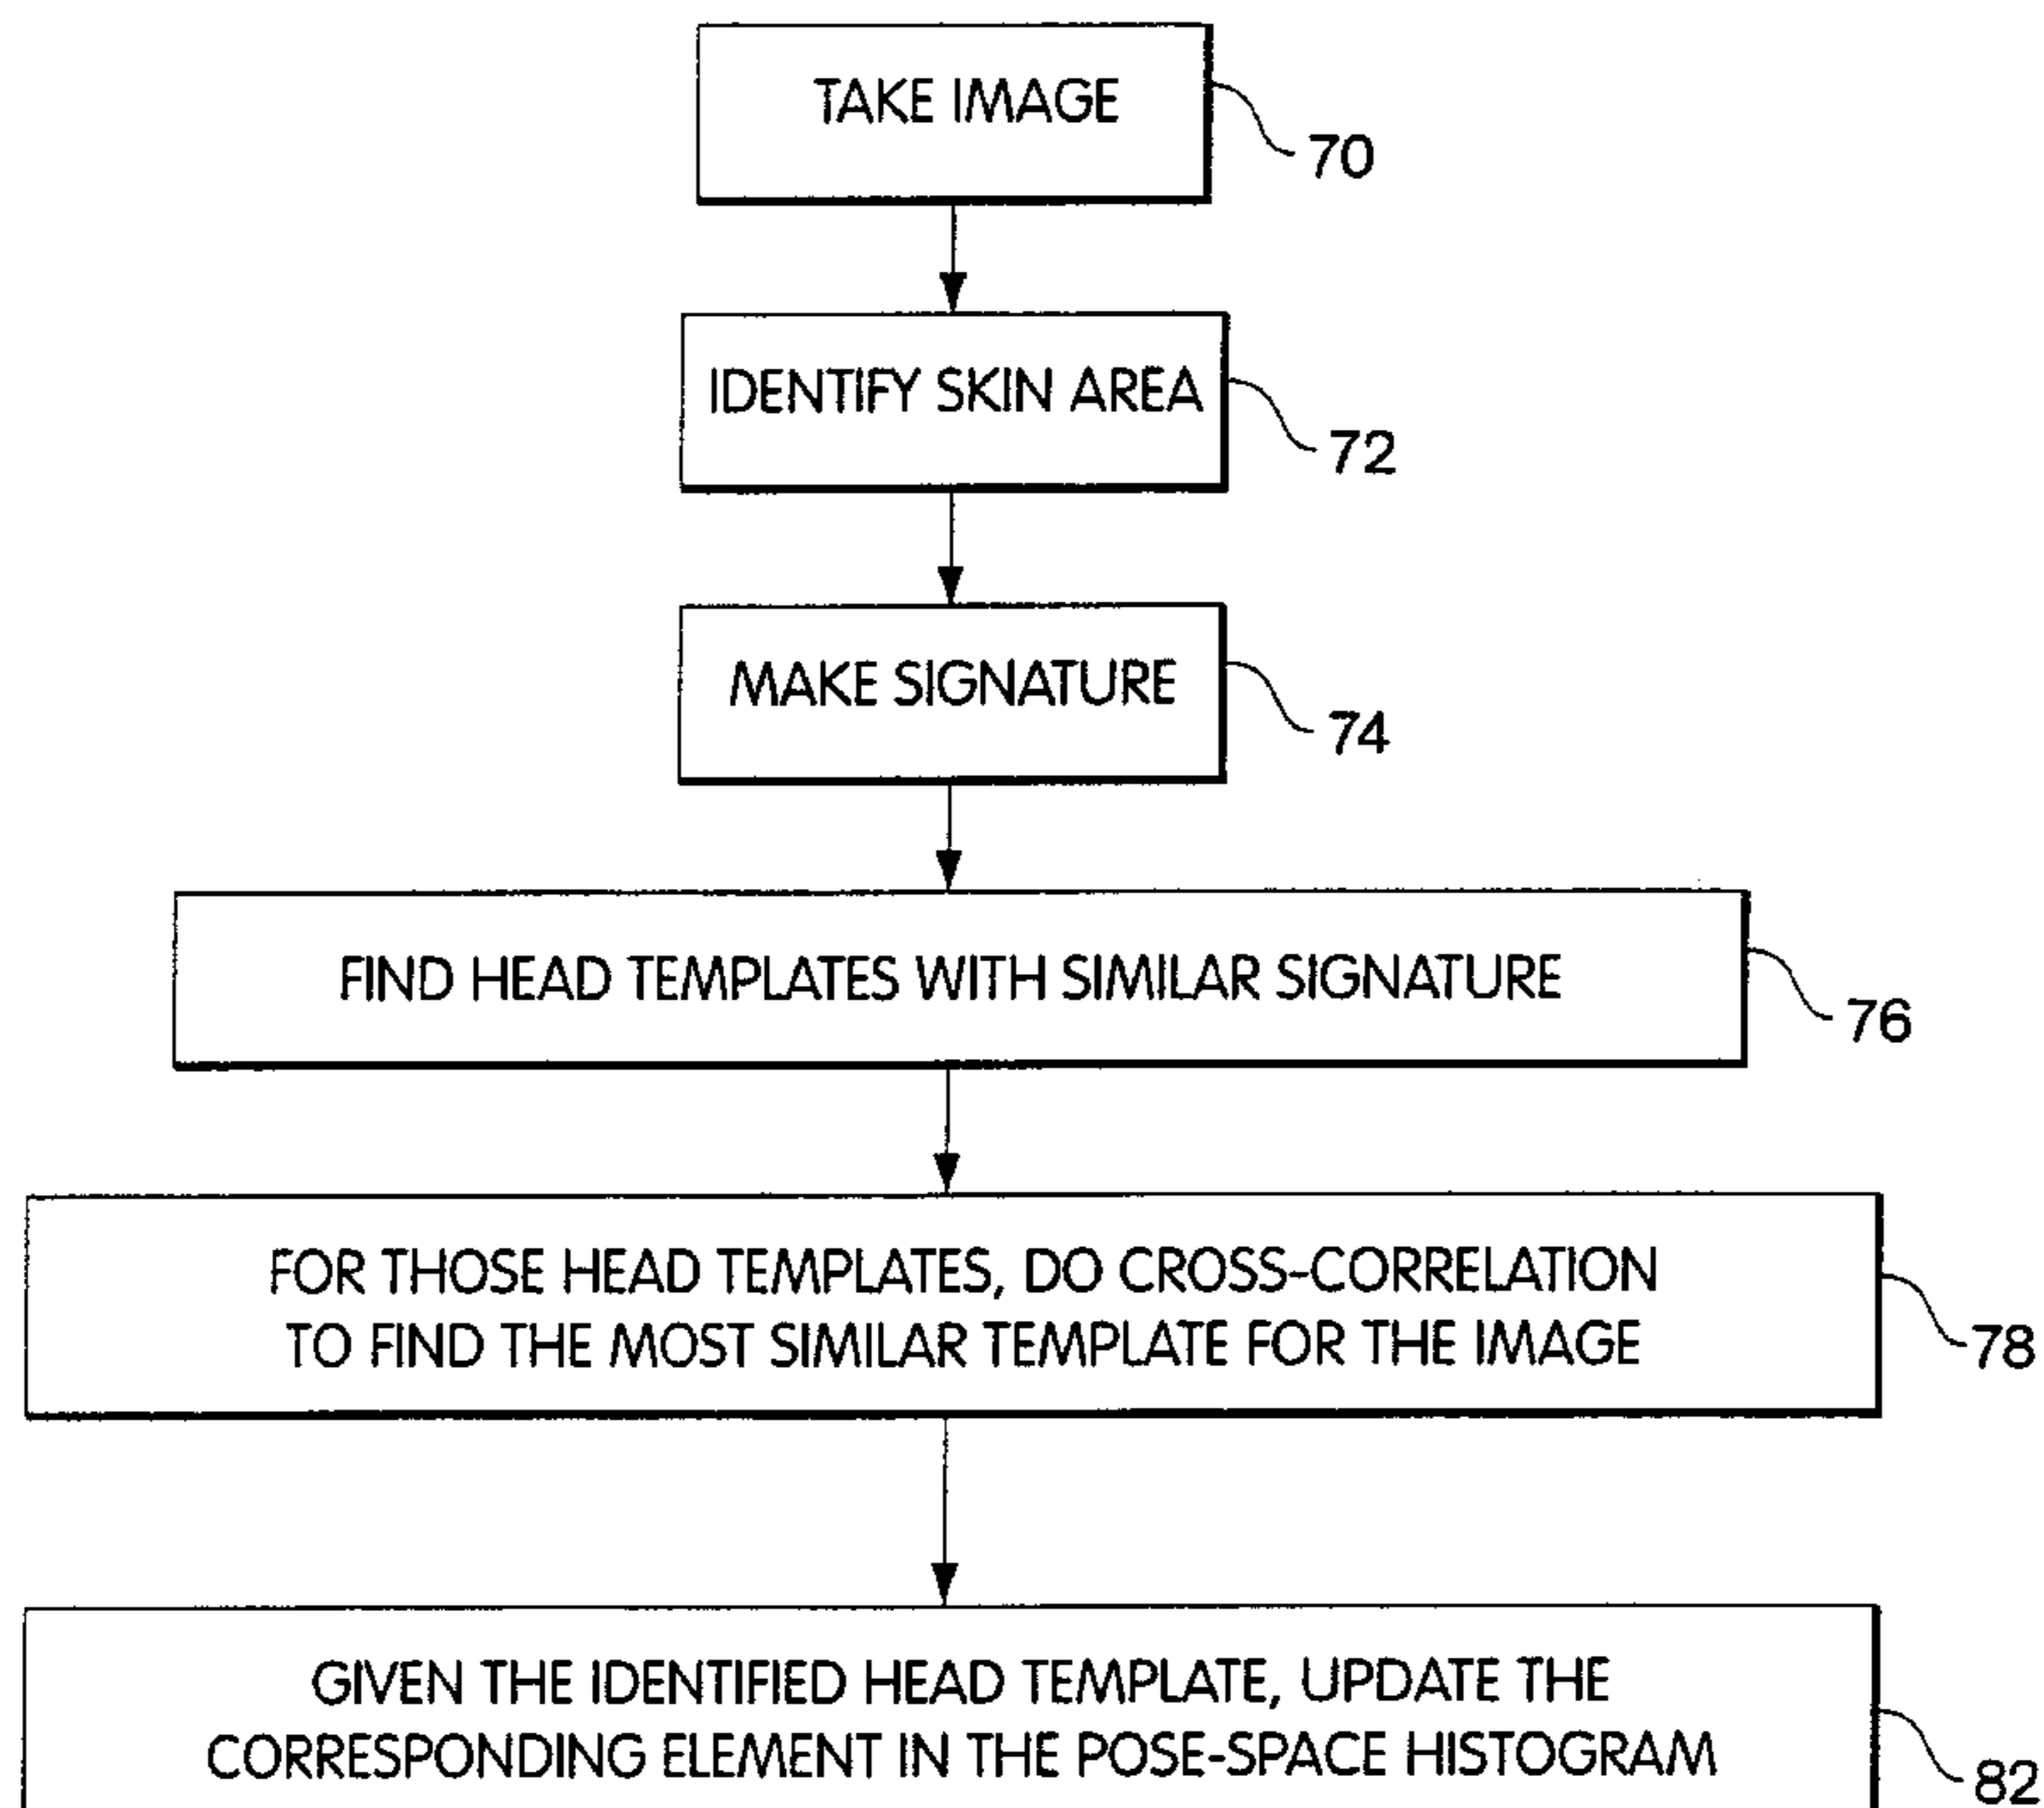 TAKE IMAGE
70
IDENTIFY SKIN AREA
72
MAKE SIGNATURE
74
FIND HEAD TEMPLATES WITH SIMILAR SIGNATURE
76
FOR THOSE HEAD TEMPLATES, DO CROSS-CORRELATION
TO FIND THE MOST SIMILAR TEMPLATE FOR THE IMAGE
78
GIVEN THE IDENTIFIED HEAD TEMPLATE, UPDATE THE
CORRESPONDING ELEMENT IN THE POSE-SPACE HISTOGRAM
82